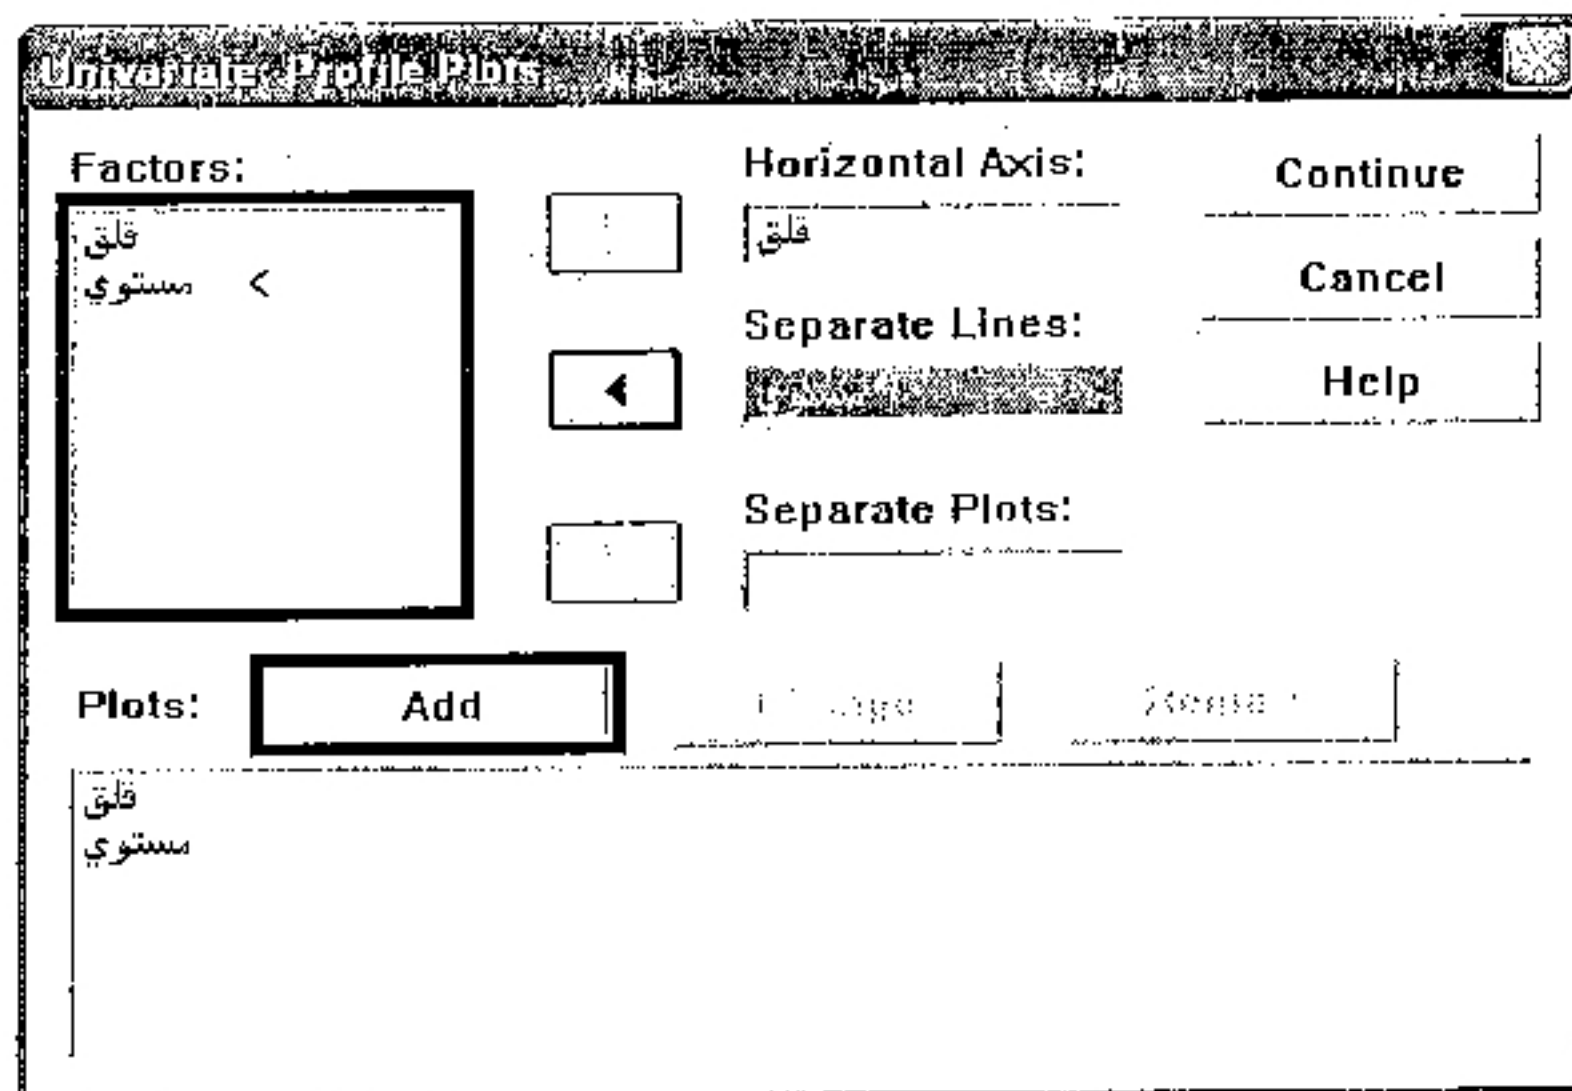 Univariate: Profile Plots
Factors:
قلق
مستوي <
Horizontal Axis:
قلق
Separate Lines:
Separate Plots:
Continue
Cancel
Help
Plots:
Add
قلق
مستوي